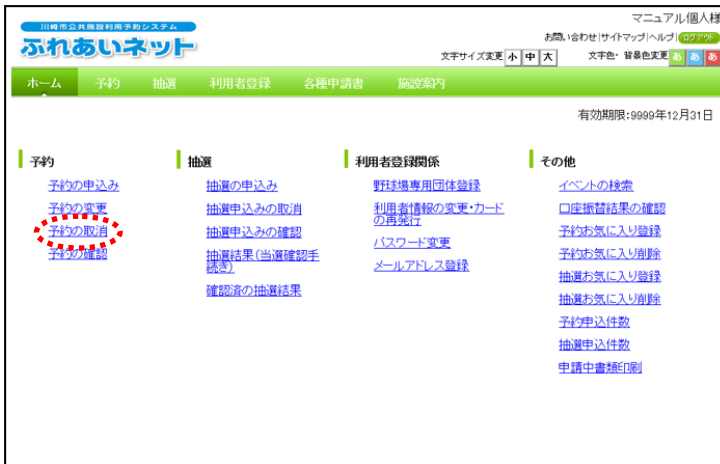 マニュアル個人様
川崎市公共施設利用予約システム
ふれあいネット
お問い合わせ|サイトマップ|ヘルプ|ログアウト
文字サイズ変更 小 中 大 文字色・背景色変更 あ あ あ
ホーム 予約 抽選 利用者登録 各種申請書 施設案内
有効期限:9999年12月31日
予約
予約の申込み
予約の変更
予約の取消
予約の確認
抽選
抽選の申込み
抽選申込みの取消
抽選申込みの確認
抽選結果(当選確認手
続き)
確認済の抽選結果
利用者登録関係
野球場専用団体登録
利用者情報の変更・カード
の再発行
パスワード変更
メールアドレス登録
その他
イベントの検索
口座振替結果の確認
予約お気に入り登録
予約お気に入り削除
抽選お気に入り登録
抽選お気に入り削除
予約申込件数
抽選申込件数
申請中書類印刷